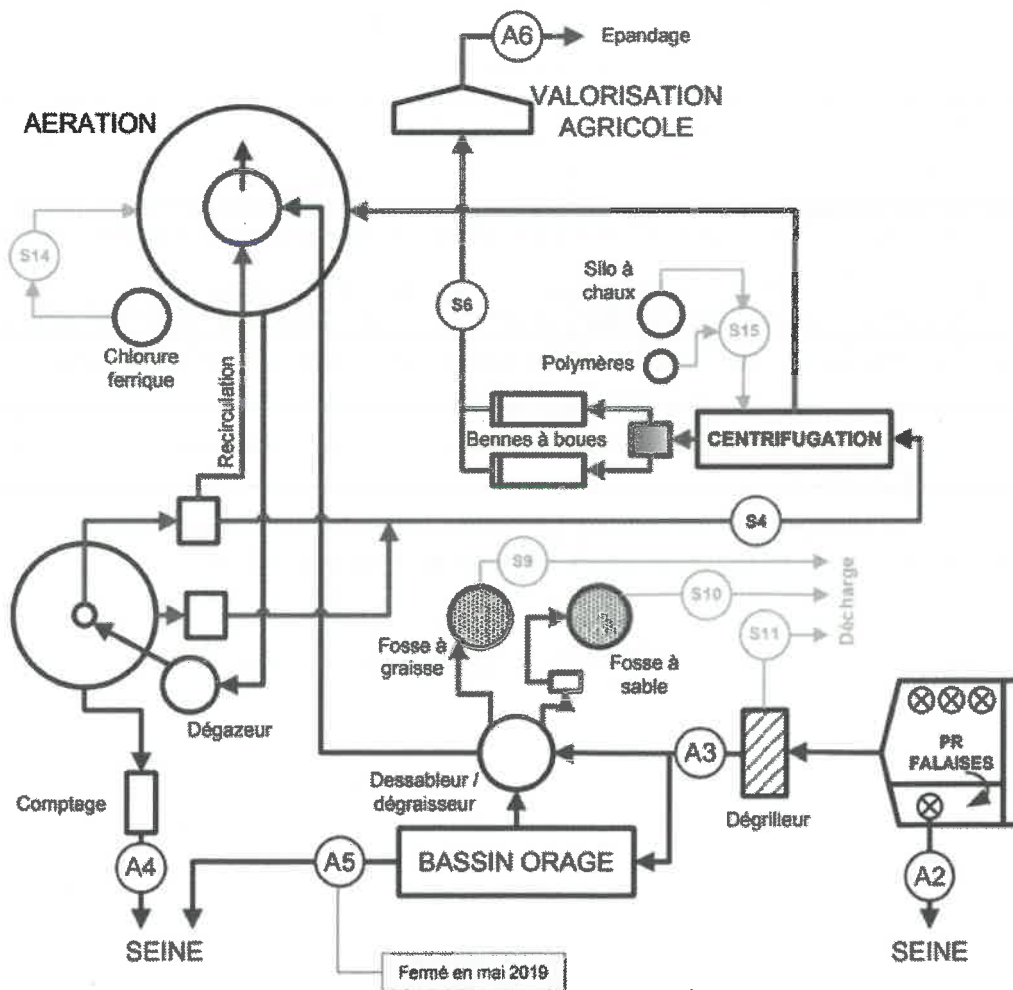 A6
Epandage
VALORISATION
AGRICOLE
AERATION
S14
Chlorure
ferrique
Recirculation
S6
Silo à
chaux
S15
Polymères
Bennes à boues
CENTRIFUGATION
S4
S9
S10
S11
Décharge
Fosse à
graisse
Fosse à
sable
Dégazeur
Dessableur /
dégraisseur
A3
Dégrilleur
PR
FALAISES
Comptage
A4
SEINE
A5
BASSIN ORAGE
A2
SEINE
Fermé en mai 2019